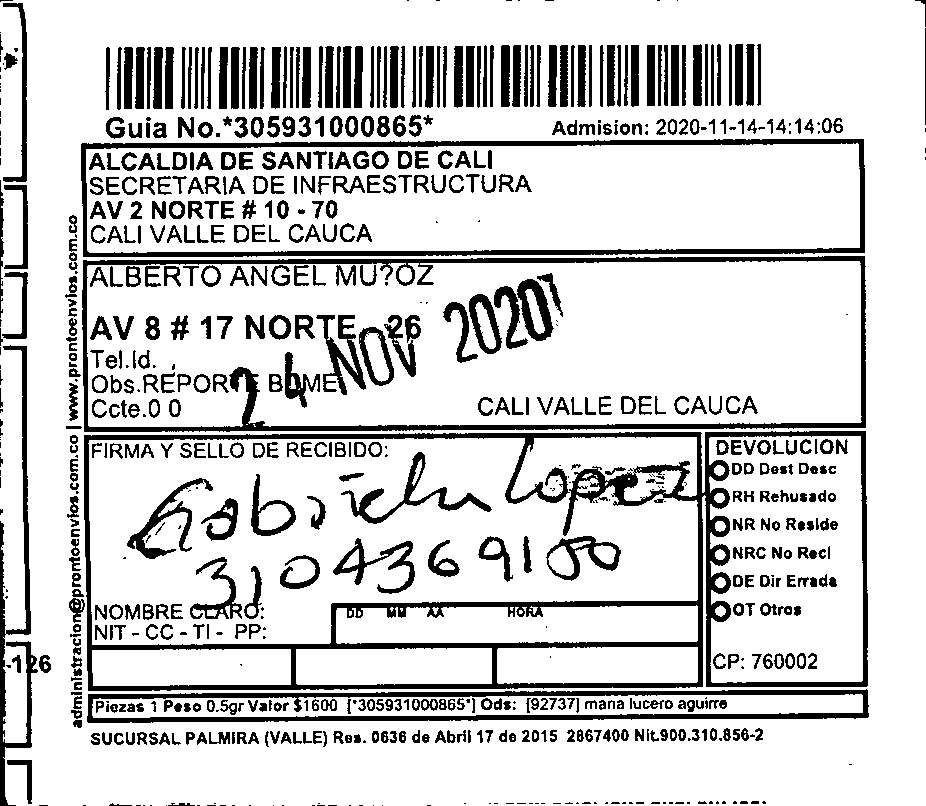 Guia No.*305931000865*
Admision: 2020-11-14-14:14:06
ALCALDIA DE SANTIAGO DE CALI
SECRETARIA DE INFRAESTRUCTURA
AV 2 NORTE # 10 - 70
CALI VALLE DEL CAUCA
administracion@prontoenvios.com.co | www.prontoenvios.com.co
ALBERTO ANGEL MU?OZ
AV 8 # 17 NORTE 26
24 NOV 2020
Tel.Id. ,
Obs.REPORTE
Ccte.0 0
CALI VALLE DEL CAUCA
FIRMA Y SELLO DE RECIBIDO:
Gabriela Lopez
3104369100
NOMBRE CLARO:
NIT - CC - TI - PP:
DD MM AA HORA
DEVOLUCION
DD Dest Desc
RH Rehusado
NR No Reside
NRC No Recl
DE Dir Errada
OT Otros
CP: 760002
-126
Piezas 1 Peso 0.5gr Valor $1600 [*305931000865*] Ods: [92737] maria lucero aguirre
SUCURSAL PALMIRA (VALLE) Res. 0636 de Abril 17 de 2015 2867400 Nit.900.310.856-2